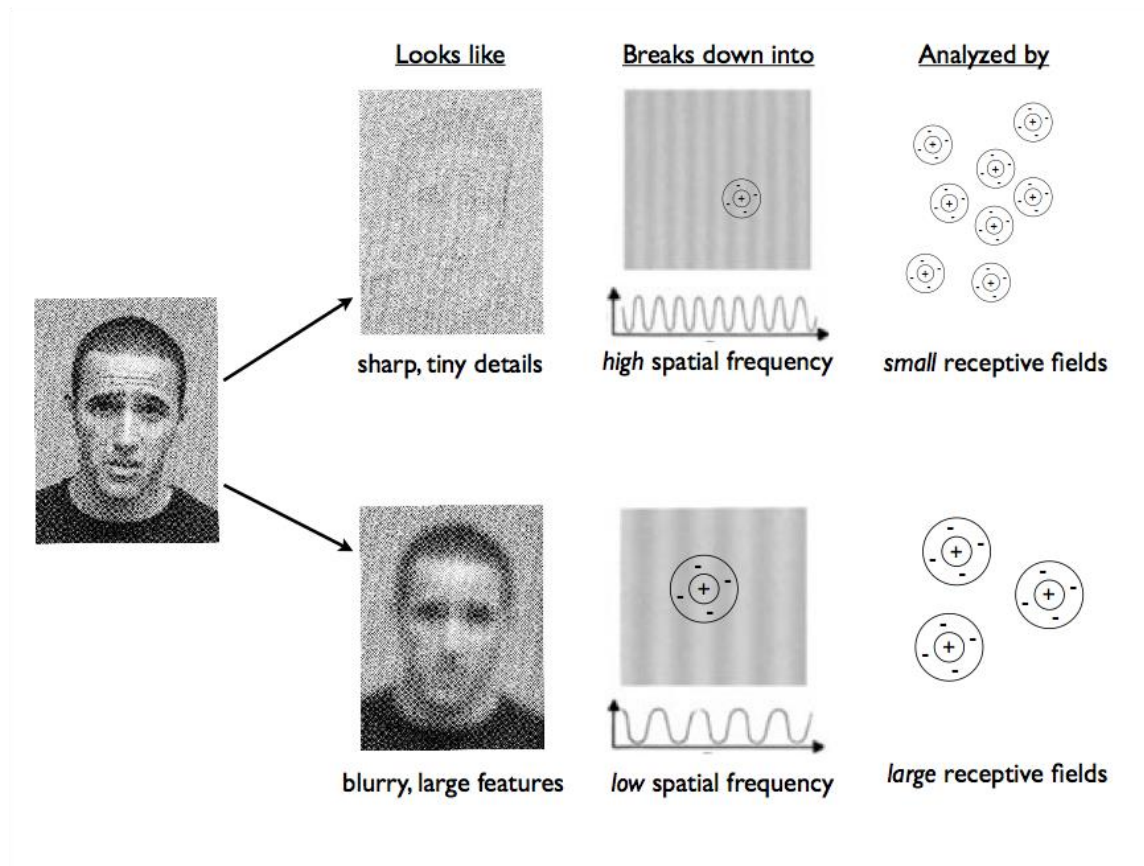 Looks like
Breaks down into
Analyzed by
sharp, tiny details
high spatial frequency
small receptive fields
blurry, large features
low spatial frequency
large receptive fields